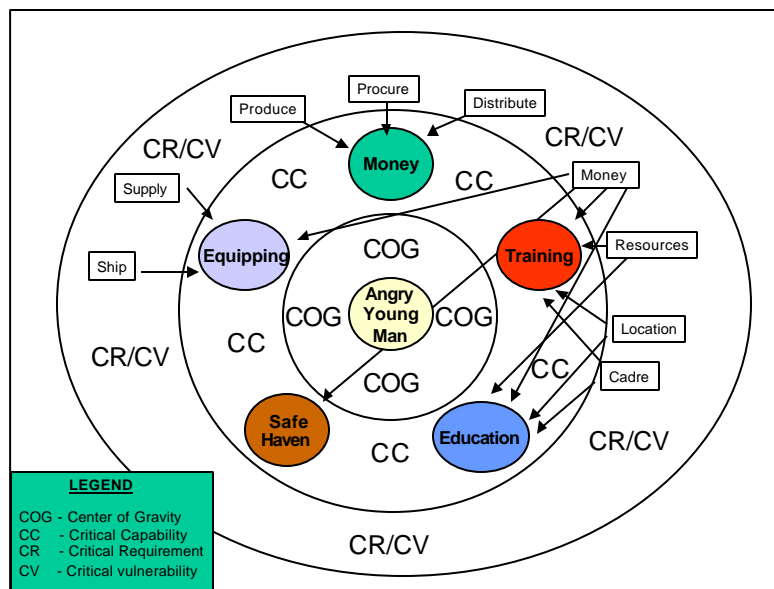 Procure
Produce
Distribute
CR/CV
CR/CV
Money
CC
CC
Money
Supply
COG
Equipping
Training
Resources
Ship
Angry
Young
Man
COG
COG
Location
CR/CV
CC
CC
Cadre
COG
Safe
Haven
Education
CC
CR/CV
CR/CV
LEGEND
COG - Center of Gravity
CC - Critical Capability
CR - Critical Requirement
CV - Critical vulnerability